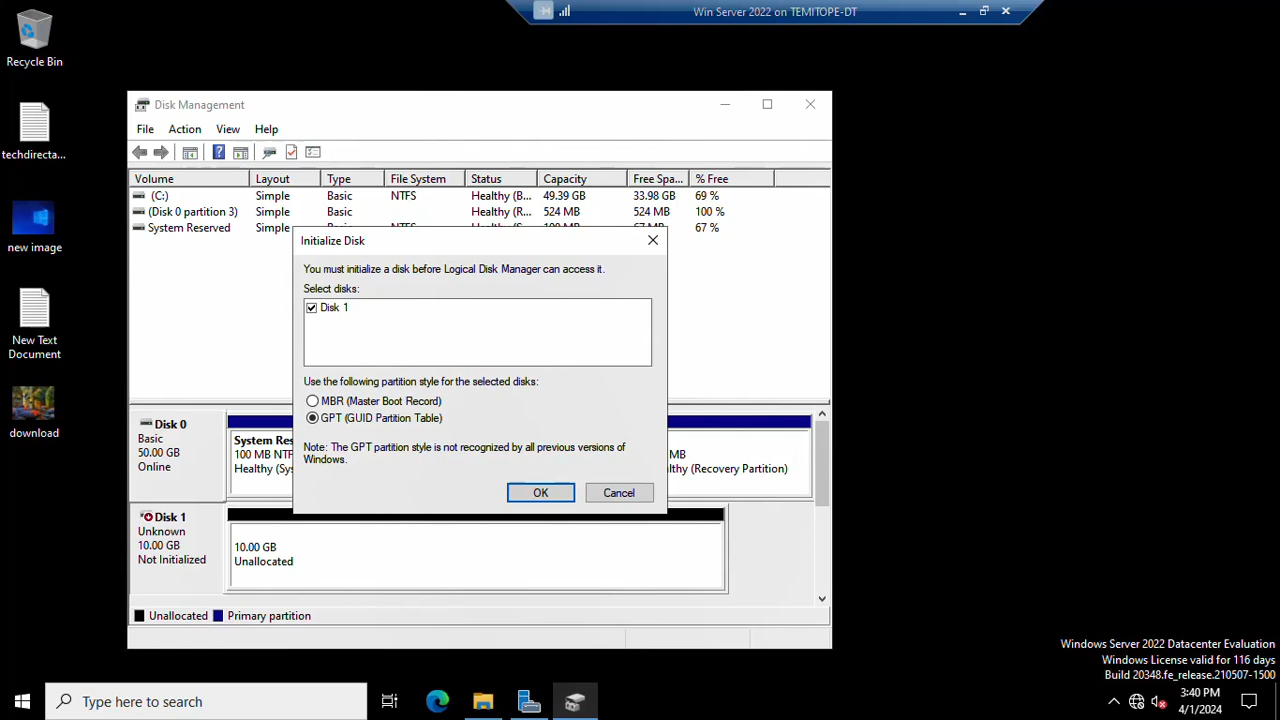 Win Server 2022 on TEMITOPE-DT
Recycle Bin
techdirecta...
new image
New Text
Document
download
Disk Management
File Action View Help
Volume Layout Type File System Status Capacity Free Spa... % Free
(C:) Simple Basic NTFS Healthy (B... 49.39 GB 33.98 GB 69 %
(Disk 0 partition 3) Simple Basic Healthy (R... 524 MB 524 MB 100 %
System Reserved Simple 67 %
Initialize Disk
You must initialize a disk before Logical Disk Manager can access it.
Select disks:
Disk 1
Use the following partition style for the selected disks:
MBR (Master Boot Record)
GPT (GUID Partition Table)
Note: The GPT partition style is not recognized by all previous versions of
Windows.
OK Cancel
Disk 0
Basic
50.00 GB
Online
System Res
100 MB NTF
Healthy (Sy
MB
lthy (Recovery Partition)
Disk 1
Unknown
10.00 GB
Not Initialized
10.00 GB
Unallocated
Unallocated Primary partition
Windows Server 2022 Datacenter Evaluation
Windows License valid for 116 days
Build 20348.fe_release.210507-1500
Type here to search
3:40 PM
4/1/2024